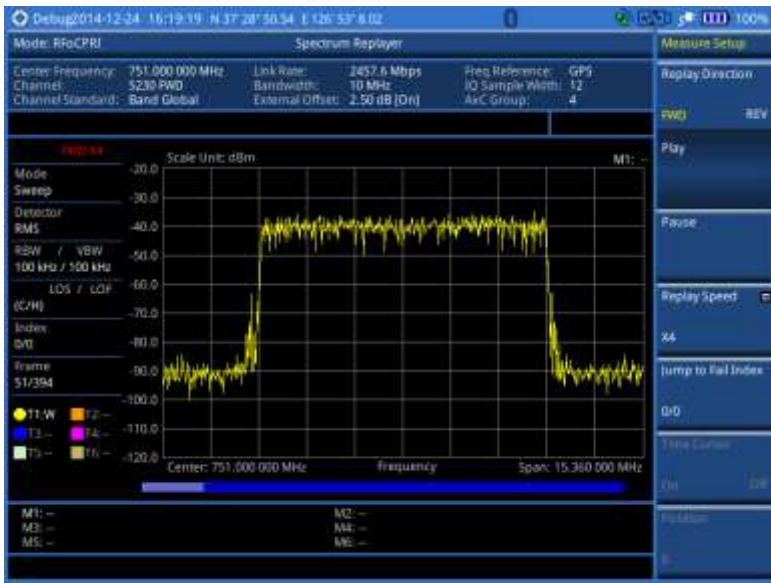 Debug2014-12-24 16:19:19 N 37° 28' 50.54 E 126° 53' 8.02 100%
Mode: RFoCPRI Spectrum Replayer Measure Setup
Center Frequency: 751.000 000 MHz Link Rate: 2457.6 Mbps Freq Reference: GPS
Channel: 5230 FWD Bandwidth: 10 MHz IQ Sample Width: 12
Channel Standard: Band Global External Offset: 2.50 dB [On] AxC Group: 4
Replay Direction
FWD REV
Play
Pause
Replay Speed
X4
Jump to Fail Index
0/0
Time Cursor
On Off
Position
Scale Unit: dBm M1: --
Mode
Sweep
Detector
RMS
RBW / VBW
100 kHz / 100 kHz
LOS / LOF
(C/H)
Index
0/0
Frame
51/394
T1:W T2:--
T3:-- T4:--
T5:-- T6:--
-20.0
-30.0
-40.0
-50.0
-60.0
-70.0
-80.0
-90.0
-100.0
-110.0
-120.0
Center: 751.000 000 MHz Frequency Span: 15.360 000 MHz
M1: -- M2: --
M3: -- M4: --
M5: -- M6: --